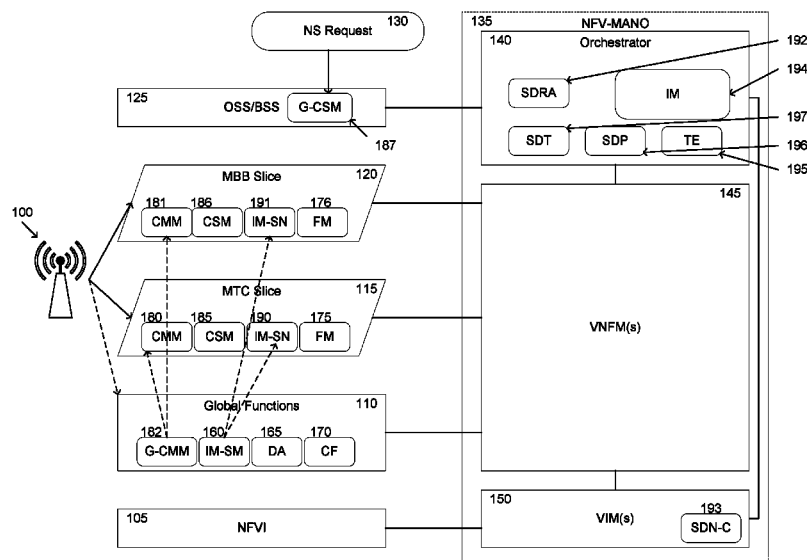 130
NS Request
135
NFV-MANO
140
Orchestrator
192
194
SDRA
IM
197
125
OSS/BSS
G-CSM
187
SDT
SDP
TE
196
195
MBB Slice
120
181
186
191
176
CMM
CSM
IM-SN
FM
145
100
MTC Slice
115
180
185
190
175
CMM
CSM
IM-SN
FM
VNFM(s)
Global Functions
110
182
160
165
170
G-CMM
IM-SM
DA
CF
105
NFVI
150
VIM(s)
193
SDN-C